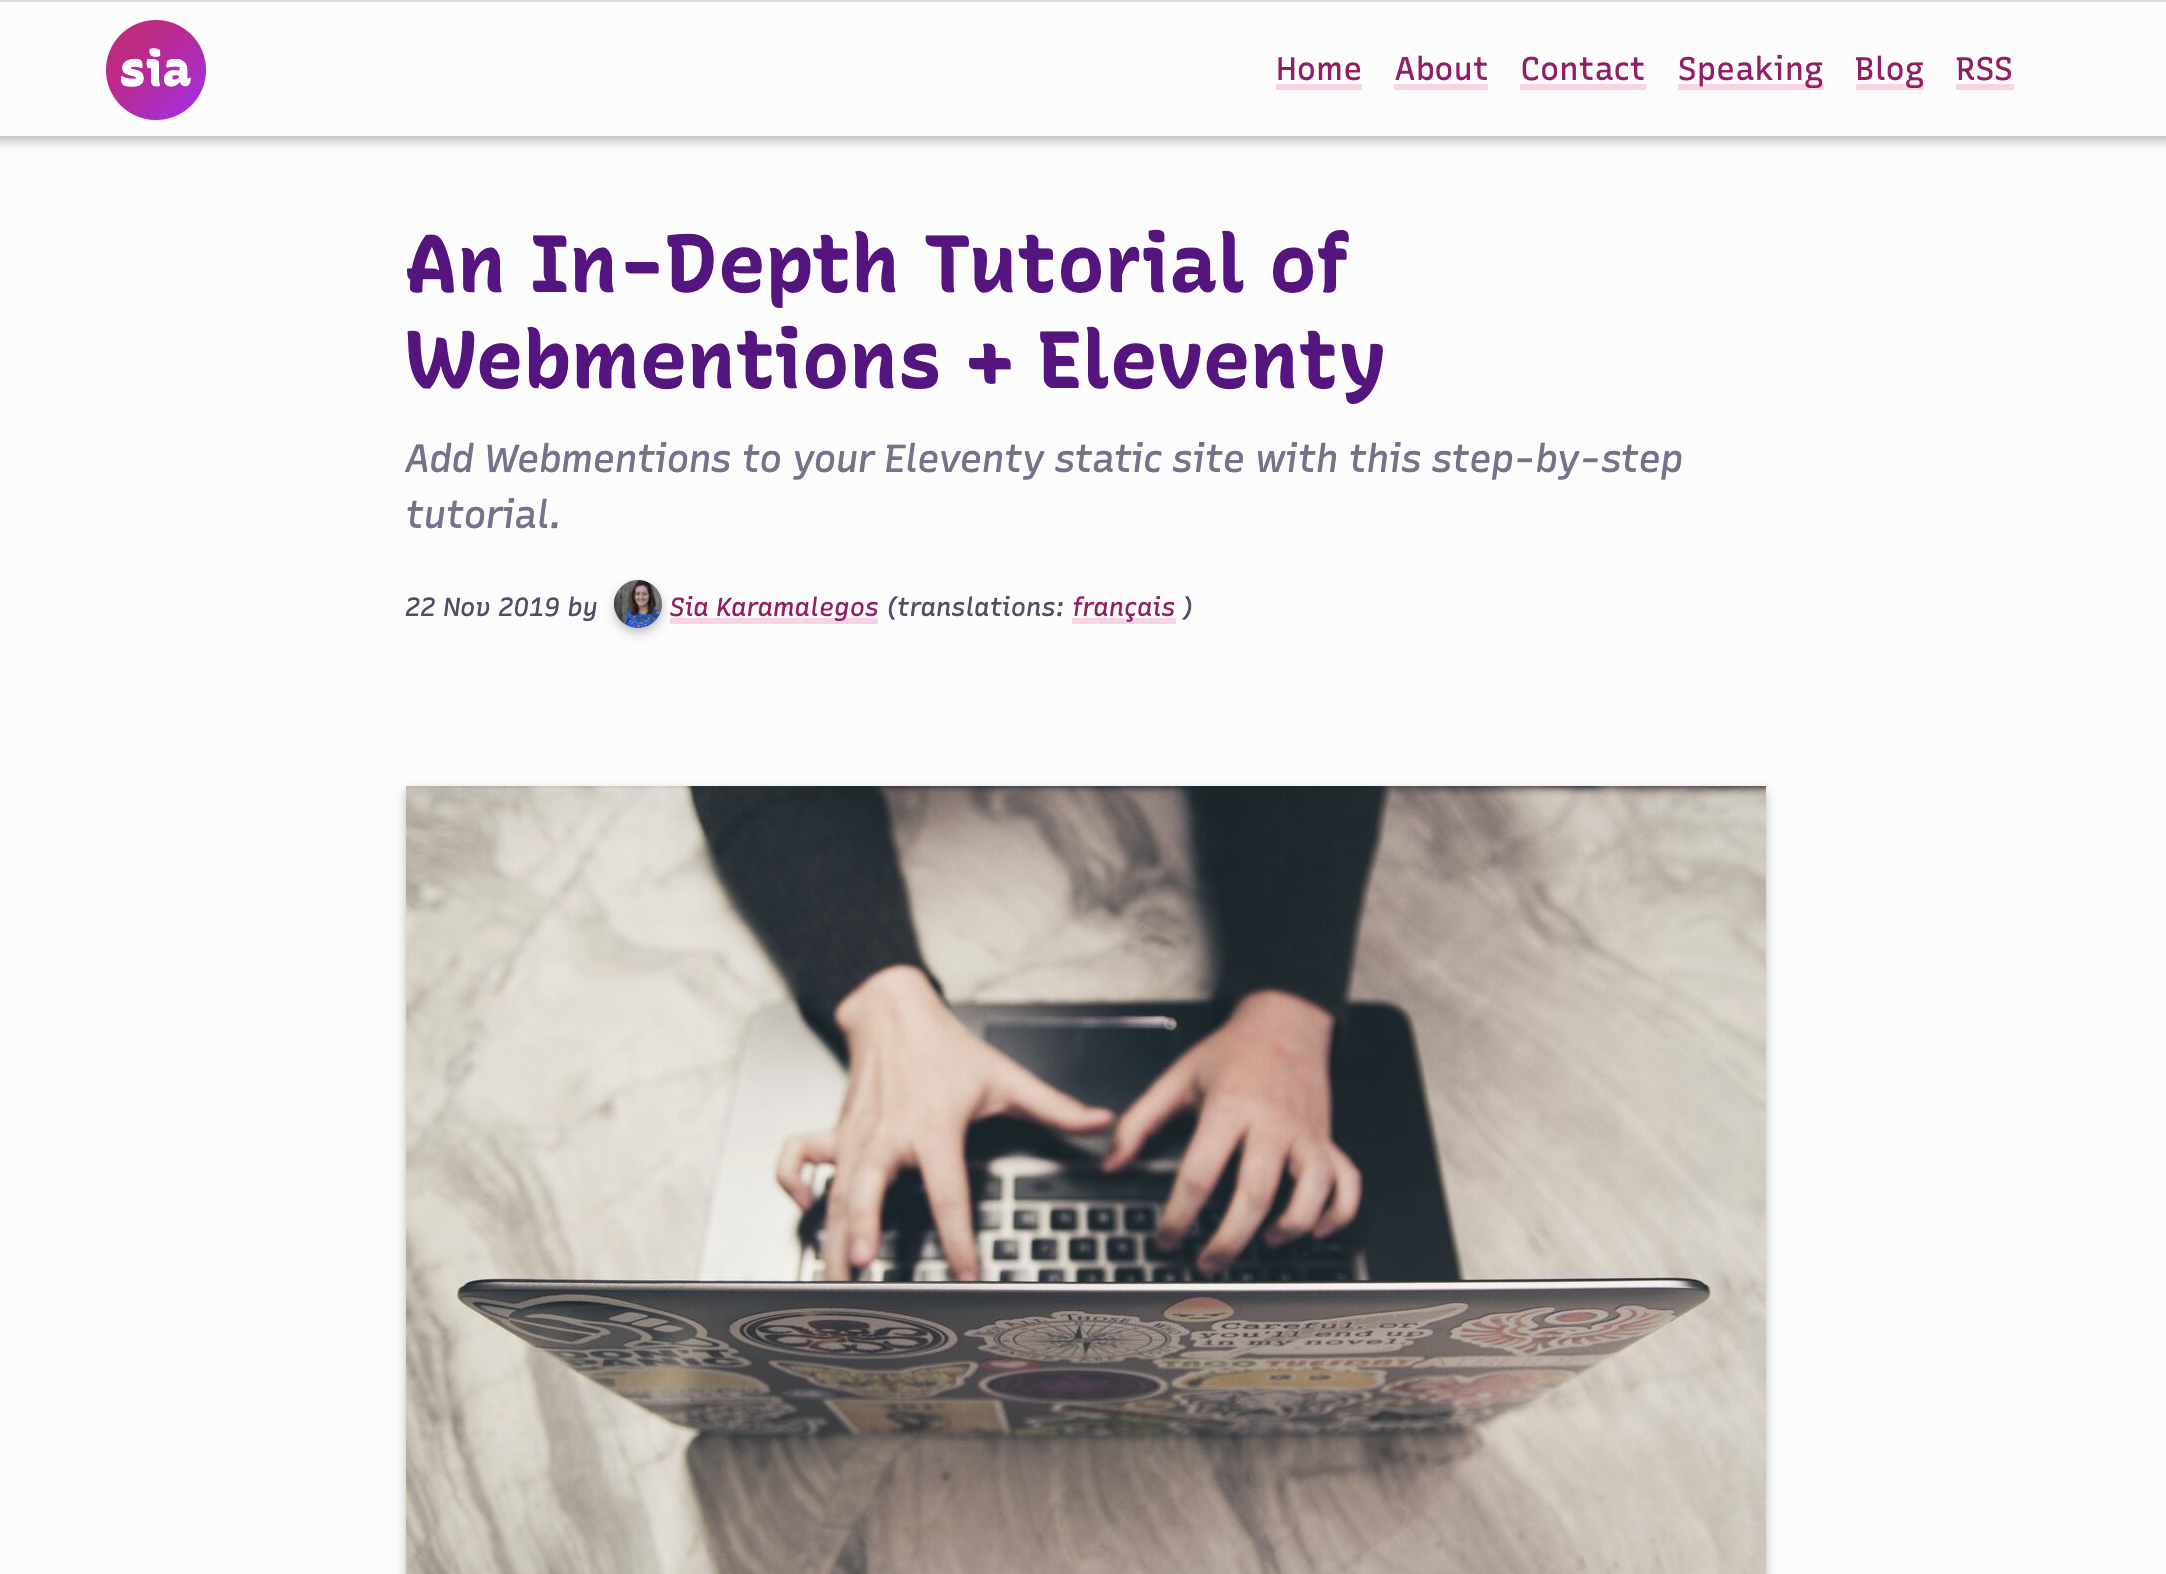 sia
Home About Contact Speaking Blog RSS
An In-Depth Tutorial of
Webmentions + Eleventy
Add Webmentions to your Eleventy static site with this step-by-step
tutorial.
22 Nov 2019 by Sia Karamalegos (translations: français )
Careful. or
you'll end up
in my novel.
TACO TUESDAY